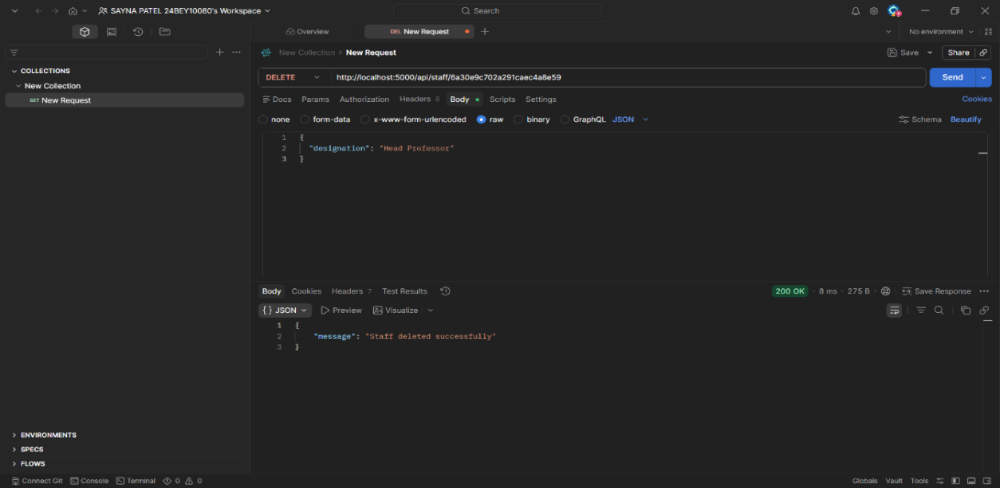 SAYNA PATEL 24BEY10080's Workspace
Search
Overview
DEL New Request
No environment
New Collection > New Request
Save
Share
COLLECTIONS
New Collection
GET New Request
DELETE
http://localhost:5000/api/staff/6a30e9c702a291caec4a8e59
Send
Docs Params Authorization Headers 8 Body Scripts Settings
Cookies
none form-data x-www-form-urlencoded raw binary GraphQL JSON
Schema Beautify
1 {
2 "designation": "Head Professor"
3 }
Body Cookies Headers 7 Test Results
200 OK · 8 ms · 275 B
Save Response
{ } JSON Preview Visualize
1 {
2 "message": "Staff deleted successfully"
3 }
ENVIRONMENTS
SPECS
FLOWS
Connect Git Console Terminal 0 0
Globals Vault Tools